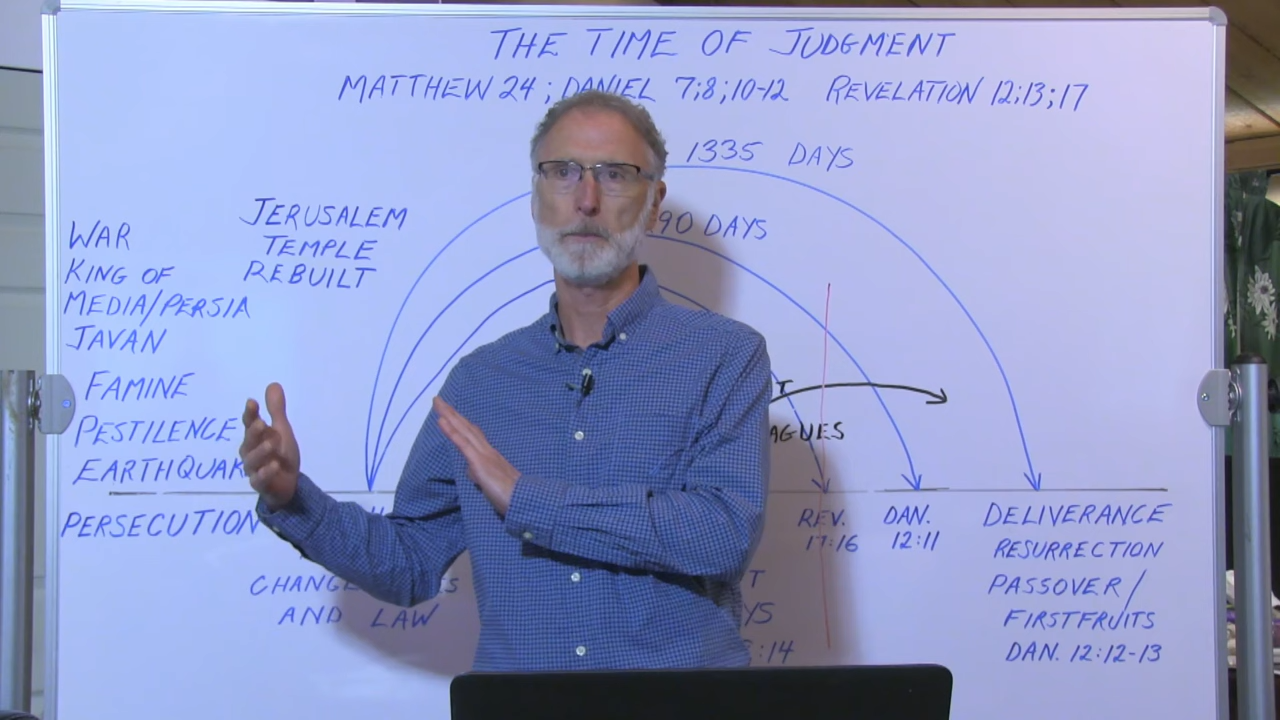 THE TIME OF JUDGMENT
MATTHEW 24; DANIEL 7;8;10-12 REVELATION 12;13;17
1335 DAYS
90 DAYS
JERUSALEM
TEMPLE
REBUILT
WAR
KING OF
MEDIA/PERSIA
JAVAN
FAMINE
PESTILENCE
EARTHQUAK
PERSECUTION
AND LAW
AGUES
REV.
17:16
DAN.
12:11
:14
DELIVERANCE
RESURRECTION
PASSOVER/
FIRSTFRUITS
DAN. 12:12-13